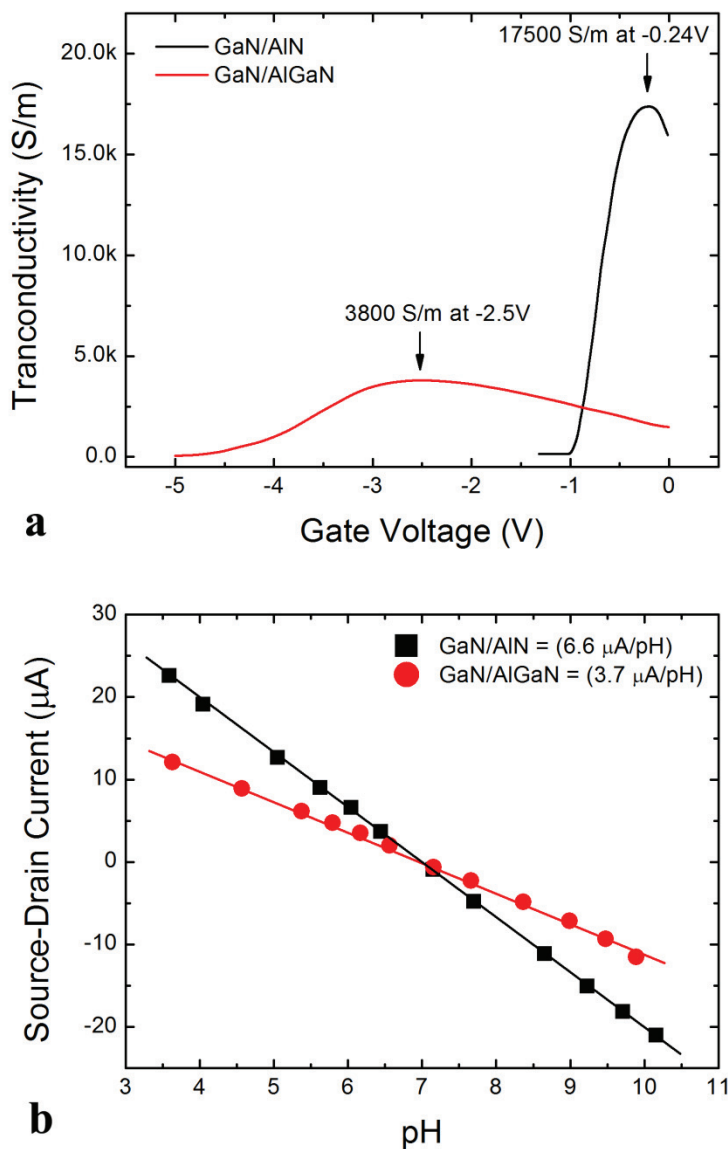 GaN/AlN
GaN/AlGaN
17500 S/m at -0.24V
3800 S/m at -2.5V
20.0k
15.0k
10.0k
5.0k
0.0
Tranconductivity (S/m)
-5 -4 -3 -2 -1 0
Gate Voltage (V)
a
GaN/AlN = (6.6 μA/pH)
GaN/AlGaN = (3.7 μA/pH)
30
20
10
0
-10
-20
Source-Drain Current (μA)
3 4 5 6 7 8 9 10 11
pH
b